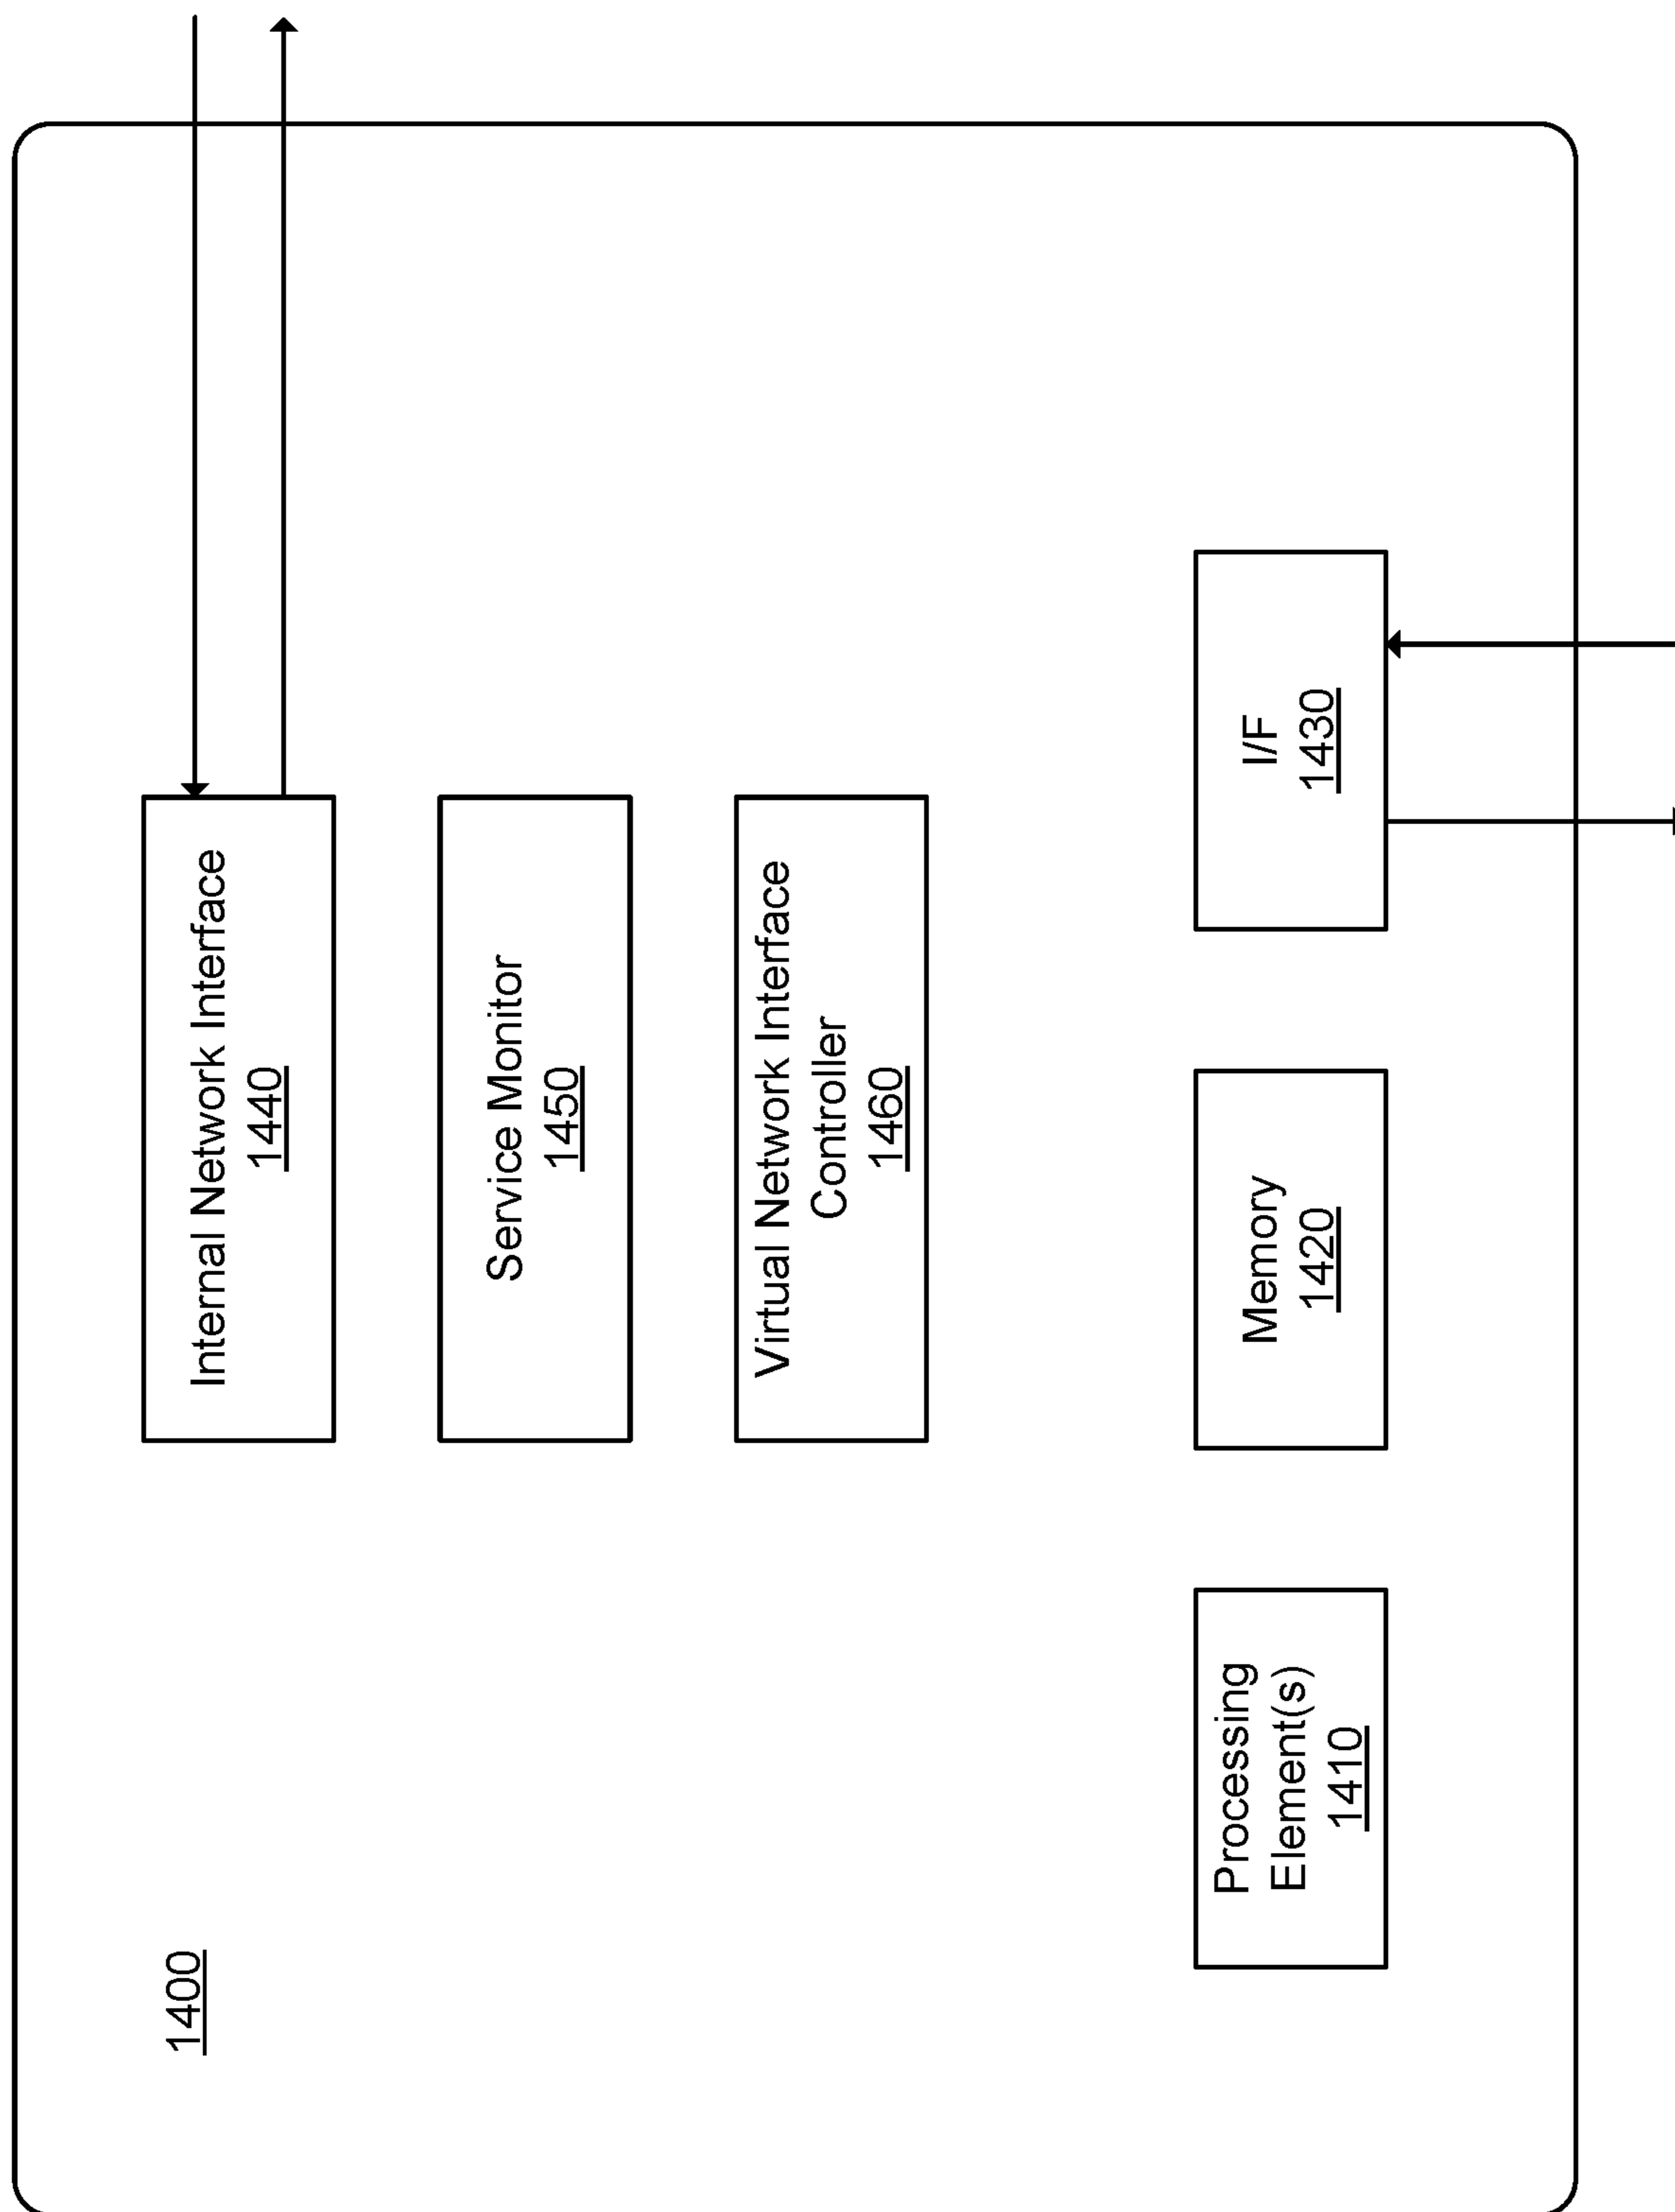 1400
Internal Network Interface
1440
Service Monitor
1450
Virtual Network Interface
Controller
1460
Processing
Element(s)
1410
Memory
1420
I/F
1430